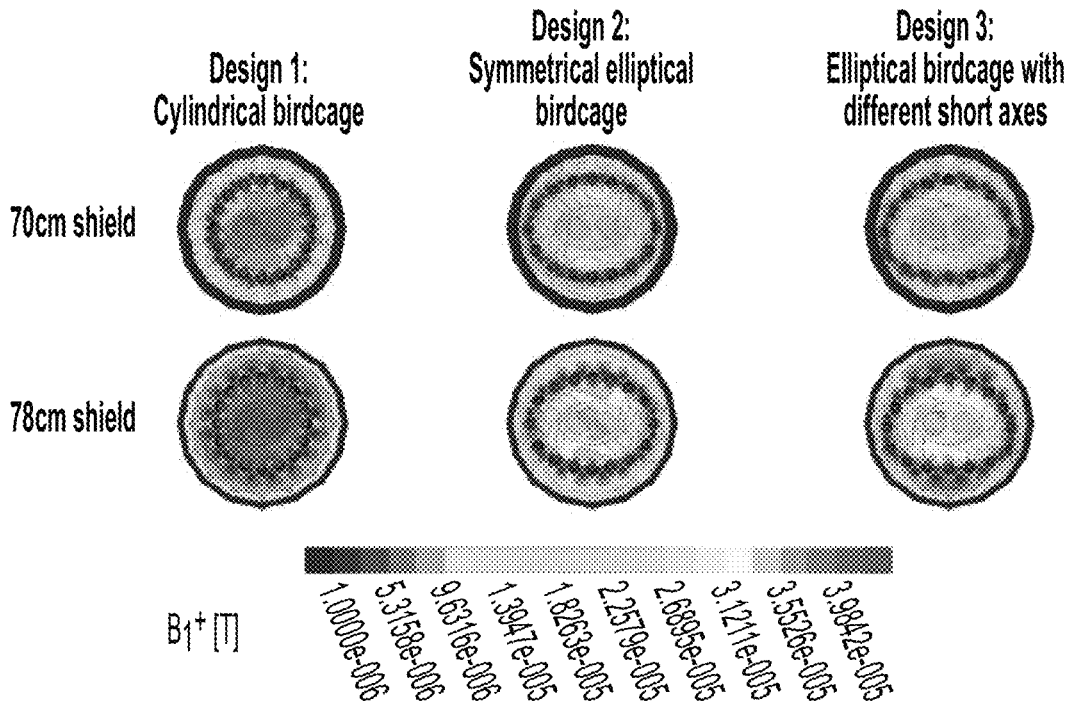 Design 1:
Cylindrical birdcage
Design 2:
Symmetrical elliptical
birdcage
Design 3:
Elliptical birdcage with
different short axes
70cm shield
78cm shield
B1+ [T]
1.0000e-006
5.3158e-006
9.6316e-006
1.3947e-005
1.8263e-005
2.2579e-005
2.6895e-005
3.1211e-005
3.5526e-005
3.9842e-005